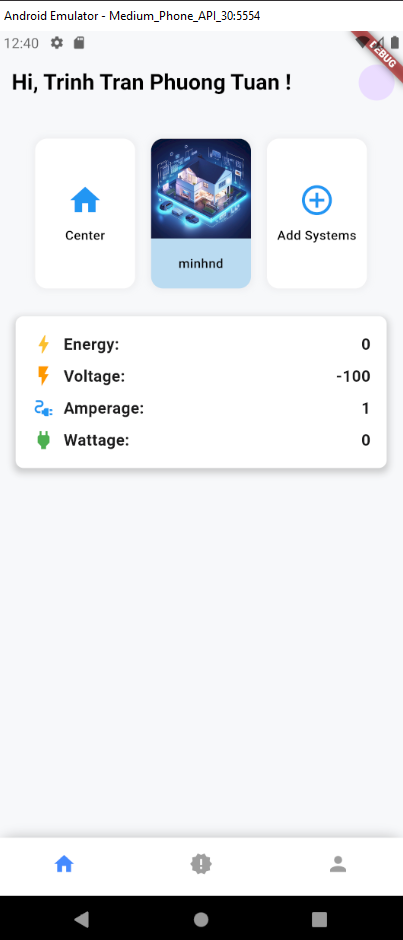 Android Emulator - Medium_Phone_API_30:5554
12:40
DEBUG
Hi, Trinh Tran Phuong Tuan !
Center
minhnd
Add Systems
Energy: 0
Voltage: -100
Amperage: 1
Wattage: 0